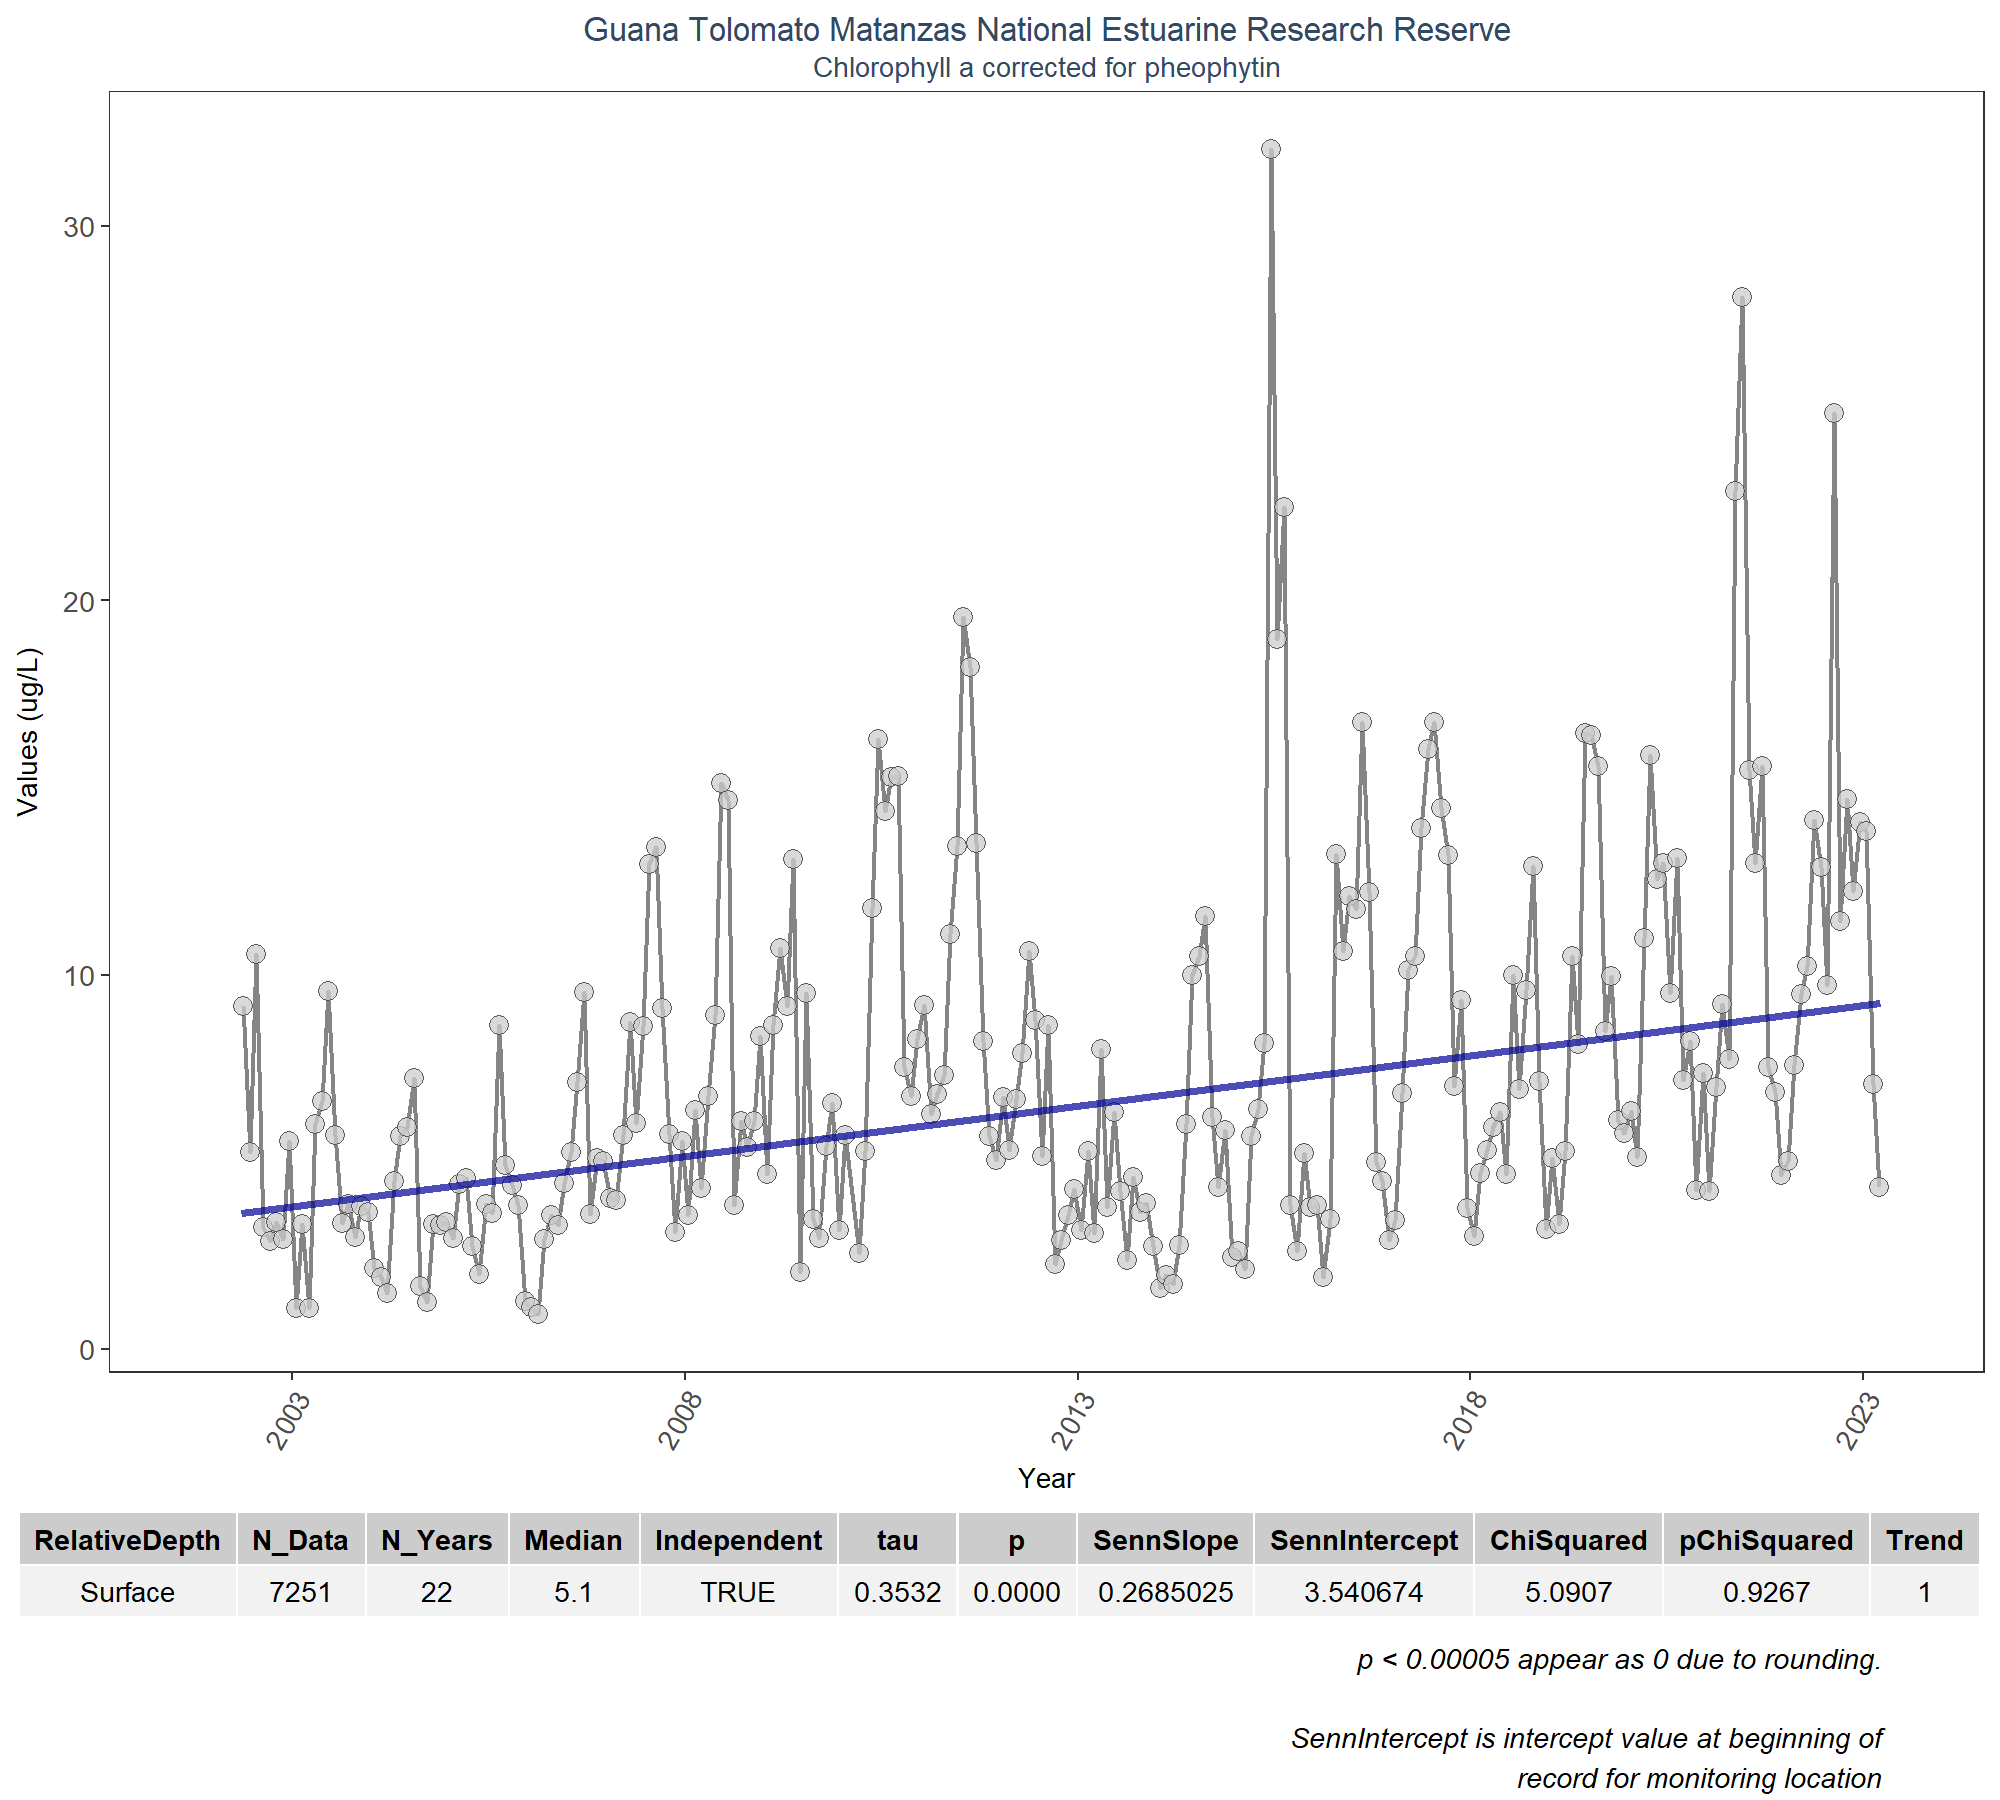 Guana Tolomato Matanzas National Estuarine Research Reserve
Chlorophyll a corrected for pheophytin
Values (ug/L)
30
20
10
0
2003 2008 2013 2018 2023
Year
RelativeDepth N_Data N_Years Median Independent tau p SennSlope SennIntercept ChiSquared pChiSquared Trend
Surface 7251 22 5.1 TRUE 0.3532 0.0000 0.2685025 3.540674 5.0907 0.9267 1
p < 0.00005 appear as 0 due to rounding.
SennIntercept is intercept value at beginning of
record for monitoring location